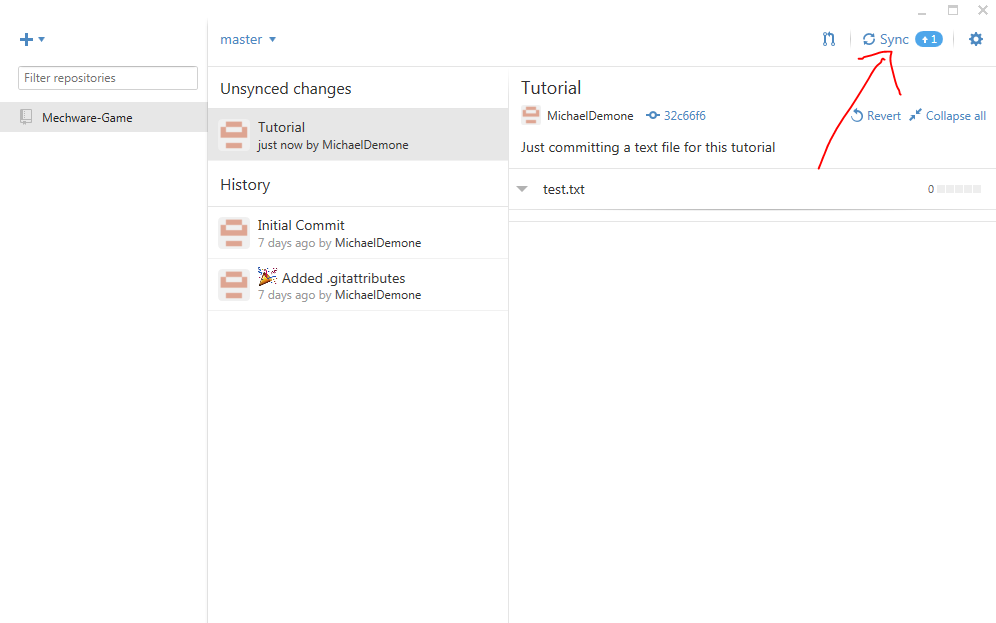 master
Sync 1
Filter repositories
Mechware-Game
Unsynced changes
Tutorial
just now by MichaelDemone
History
Initial Commit
7 days ago by MichaelDemone
Added .gitattributes
7 days ago by MichaelDemone
Tutorial
MichaelDemone 32c66f6 Revert Collapse all
Just committing a text file for this tutorial
test.txt 0